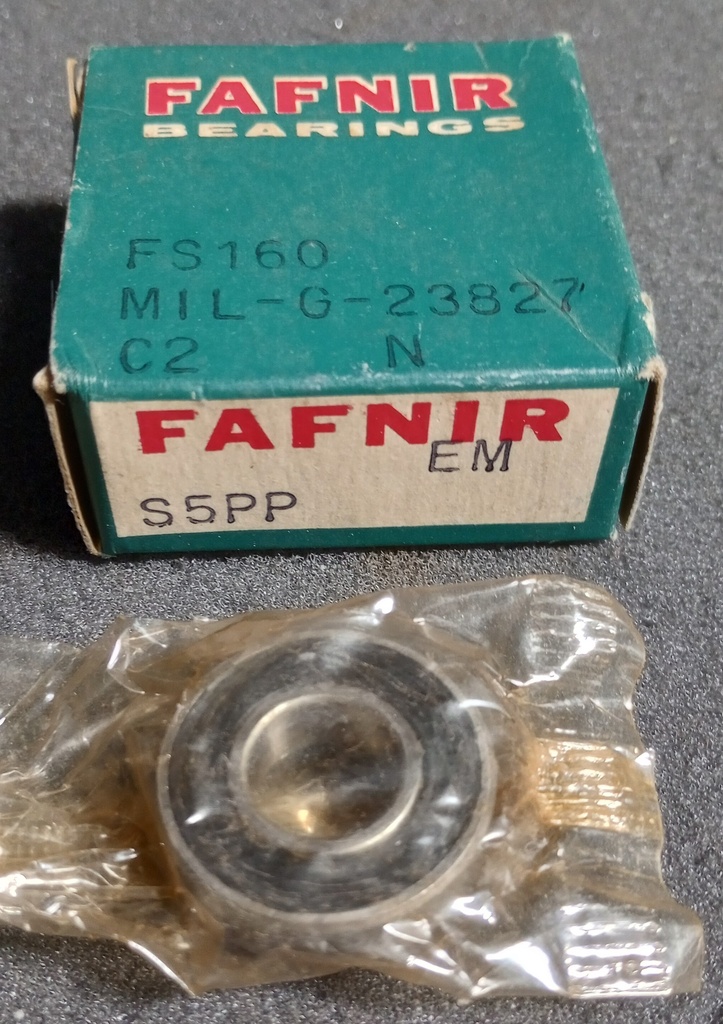 FAFNIR
BEARINGS
FS160
MIL-G-23827
C2 N
FAFNIR
EM
S5PP